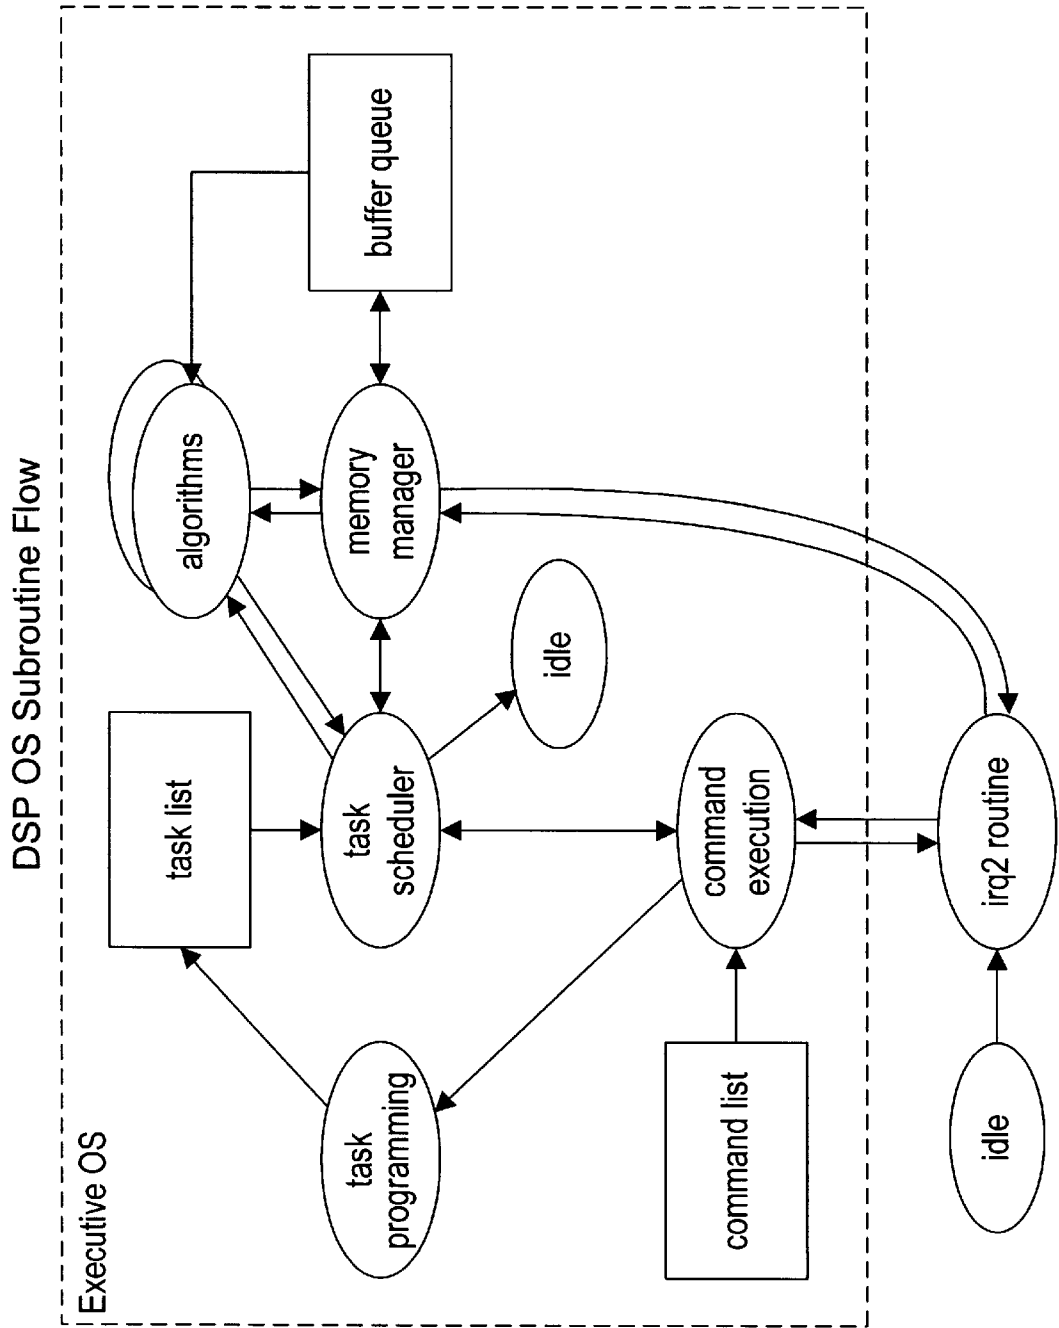 DSP OS Subroutine Flow
Executive OS
task list
algorithms
task
programming
task
scheduler
memory
manager
buffer queue
idle
command list
command
execution
idle
irq2 routine